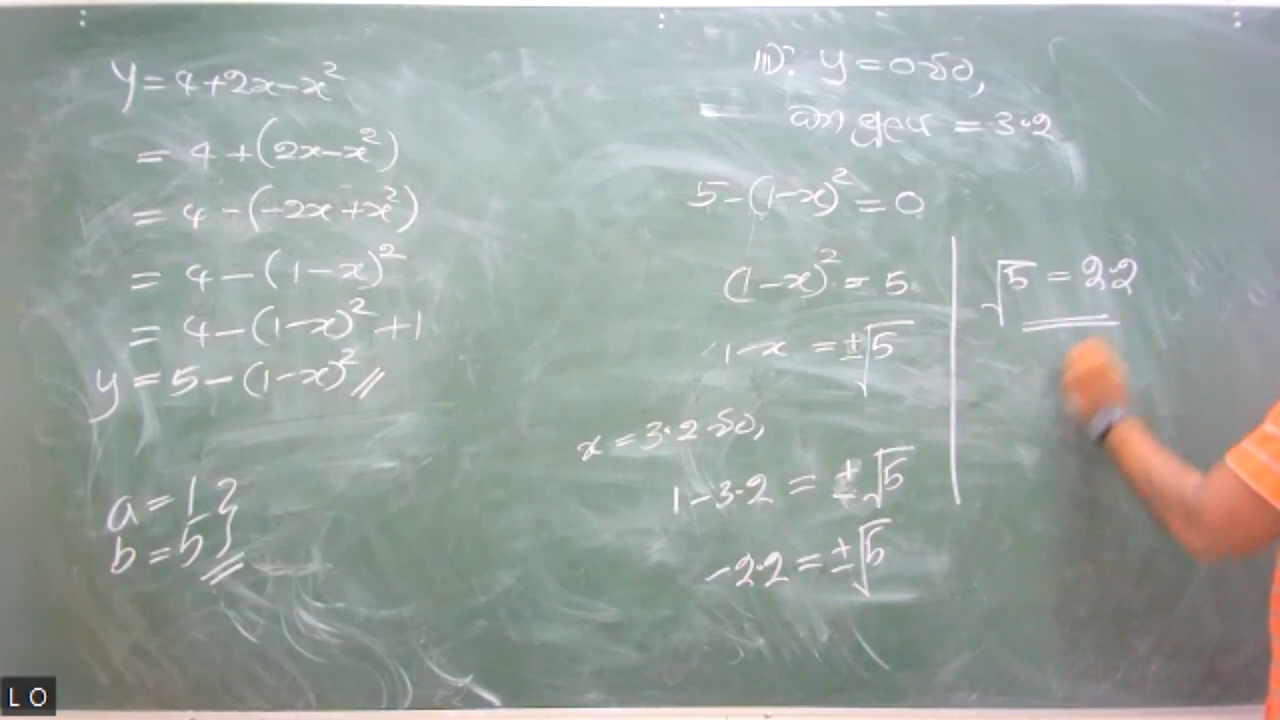 y = 4+2x-x²
= 4+(2x-x²)
= 4-(-2x+x²)
= 4-(1-x)²
= 4-(1-x)²+1
y = 5-(1-x)² //
a = 1 }
b = 5 }
III). y = 0
= 3.2
5-(1-x)² = 0
(1-x)² = 5
1-x = ±√5
x = 3.2
1-3.2 = ±√5
-2.2 = ±√5
√5 = 2.2
L O